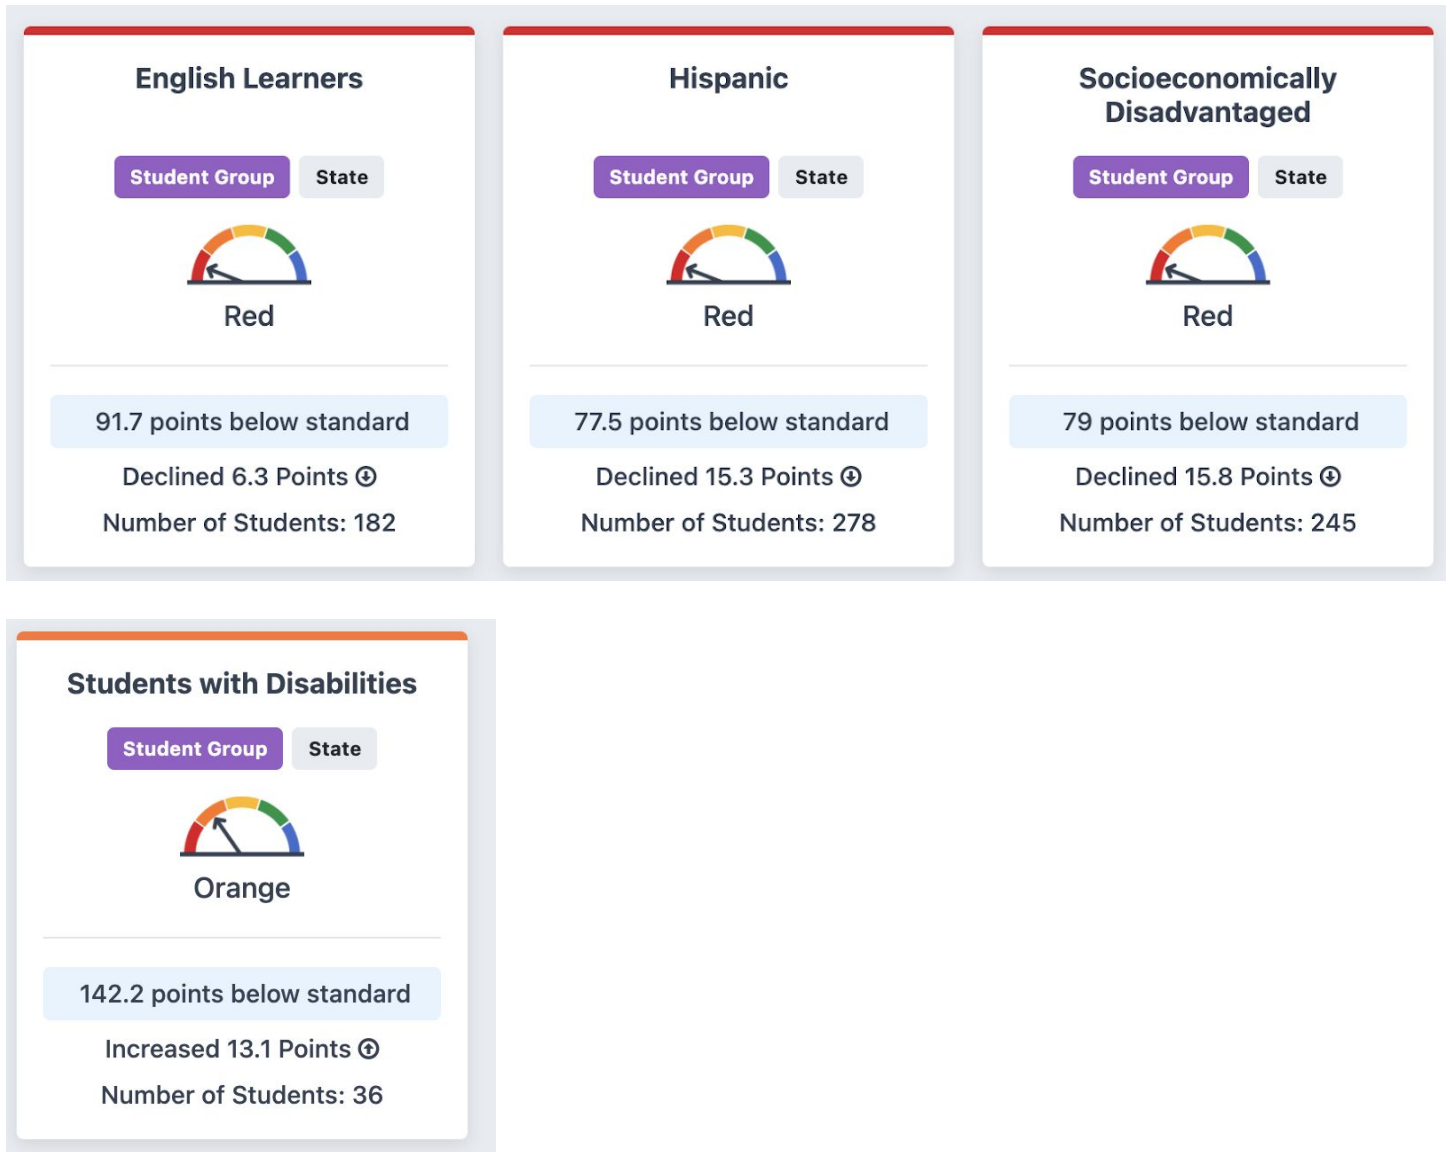 English Learners
Student Group State
Red
91.7 points below standard
Declined 6.3 Points
Number of Students: 182
Hispanic
Student Group State
Red
77.5 points below standard
Declined 15.3 Points
Number of Students: 278
Socioeconomically
Disadvantaged
Student Group State
Red
79 points below standard
Declined 15.8 Points
Number of Students: 245
Students with Disabilities
Student Group State
Orange
142.2 points below standard
Increased 13.1 Points
Number of Students: 36